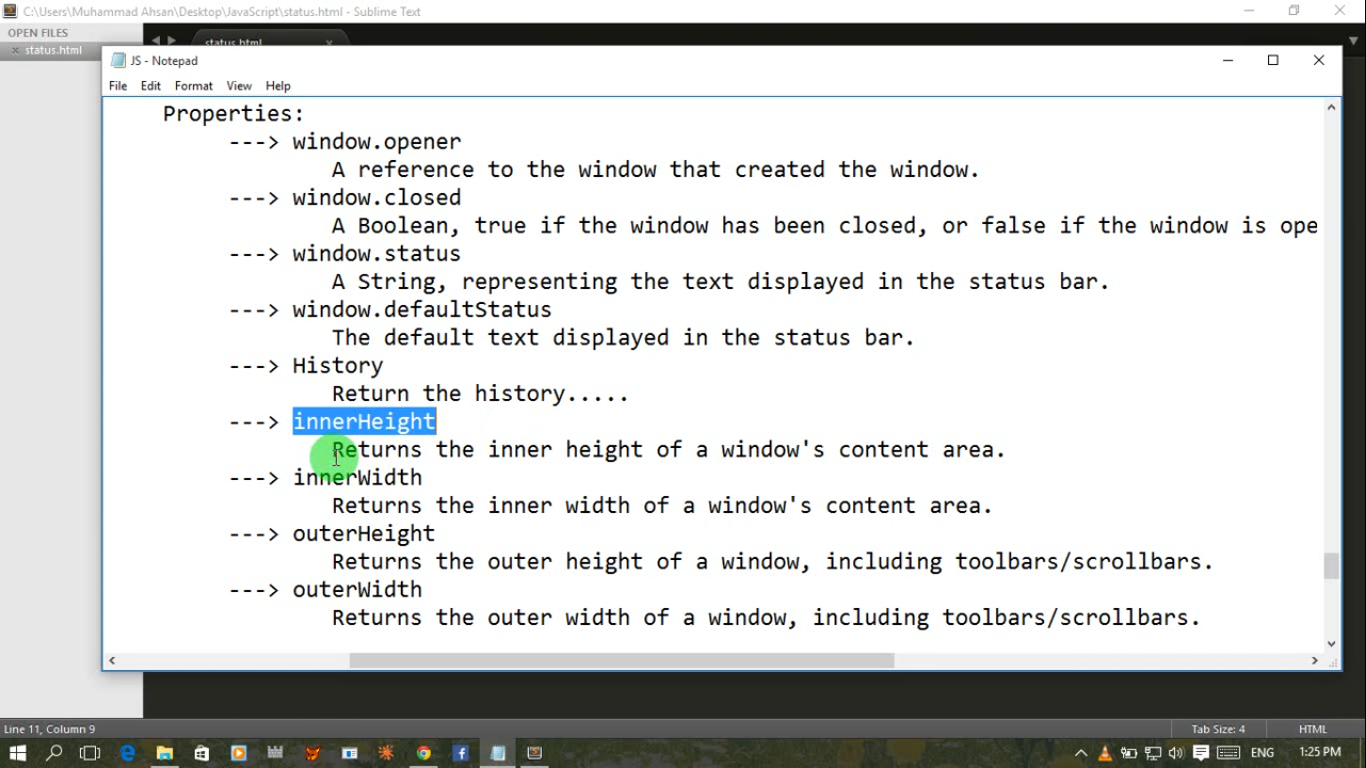 C:\Users\Muhammad Ahsan\Desktop\JavaScript\status.html - Sublime Text
OPEN FILES
× status.html
status.html ×
JS - Notepad
File Edit Format View Help
Properties:
---> window.opener
A reference to the window that created the window.
---> window.closed
A Boolean, true if the window has been closed, or false if the window is ope
---> window.status
A String, representing the text displayed in the status bar.
---> window.defaultStatus
The default text displayed in the status bar.
---> History
Return the history.....
---> innerHeight
Returns the inner height of a window's content area.
---> innerWidth
Returns the inner width of a window's content area.
---> outerHeight
Returns the outer height of a window, including toolbars/scrollbars.
---> outerWidth
Returns the outer width of a window, including toolbars/scrollbars.
Line 11, Column 9 Tab Size: 4 HTML
ENG 1:25 PM